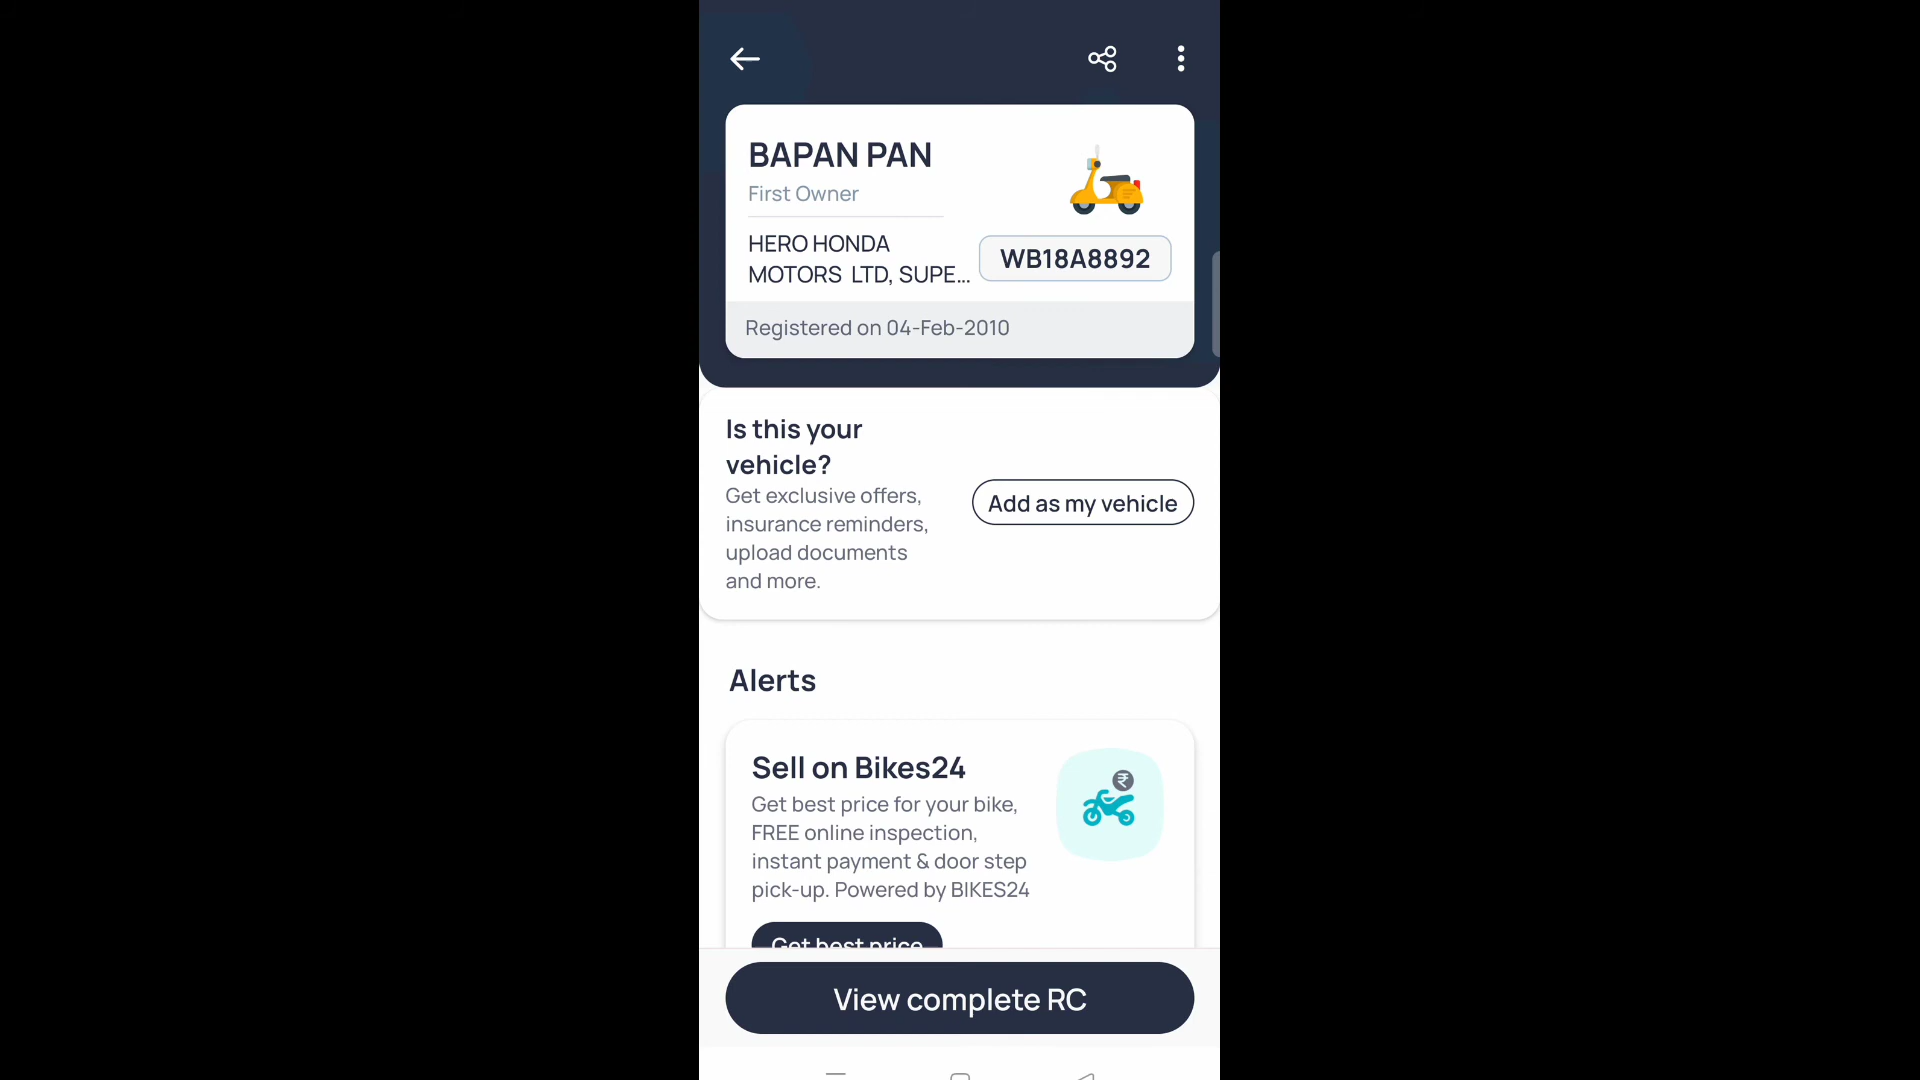 BAPAN PAN
First Owner
HERO HONDA
MOTORS LTD, SUPE...
WB18A8892
Registered on 04-Feb-2010
Is this your
vehicle?
Get exclusive offers,
insurance reminders,
upload documents
and more.
Add as my vehicle
Alerts
Sell on Bikes24
Get best price for your bike,
FREE online inspection,
instant payment & door step
pick-up. Powered by BIKES24
₹
Get best price
View complete RC